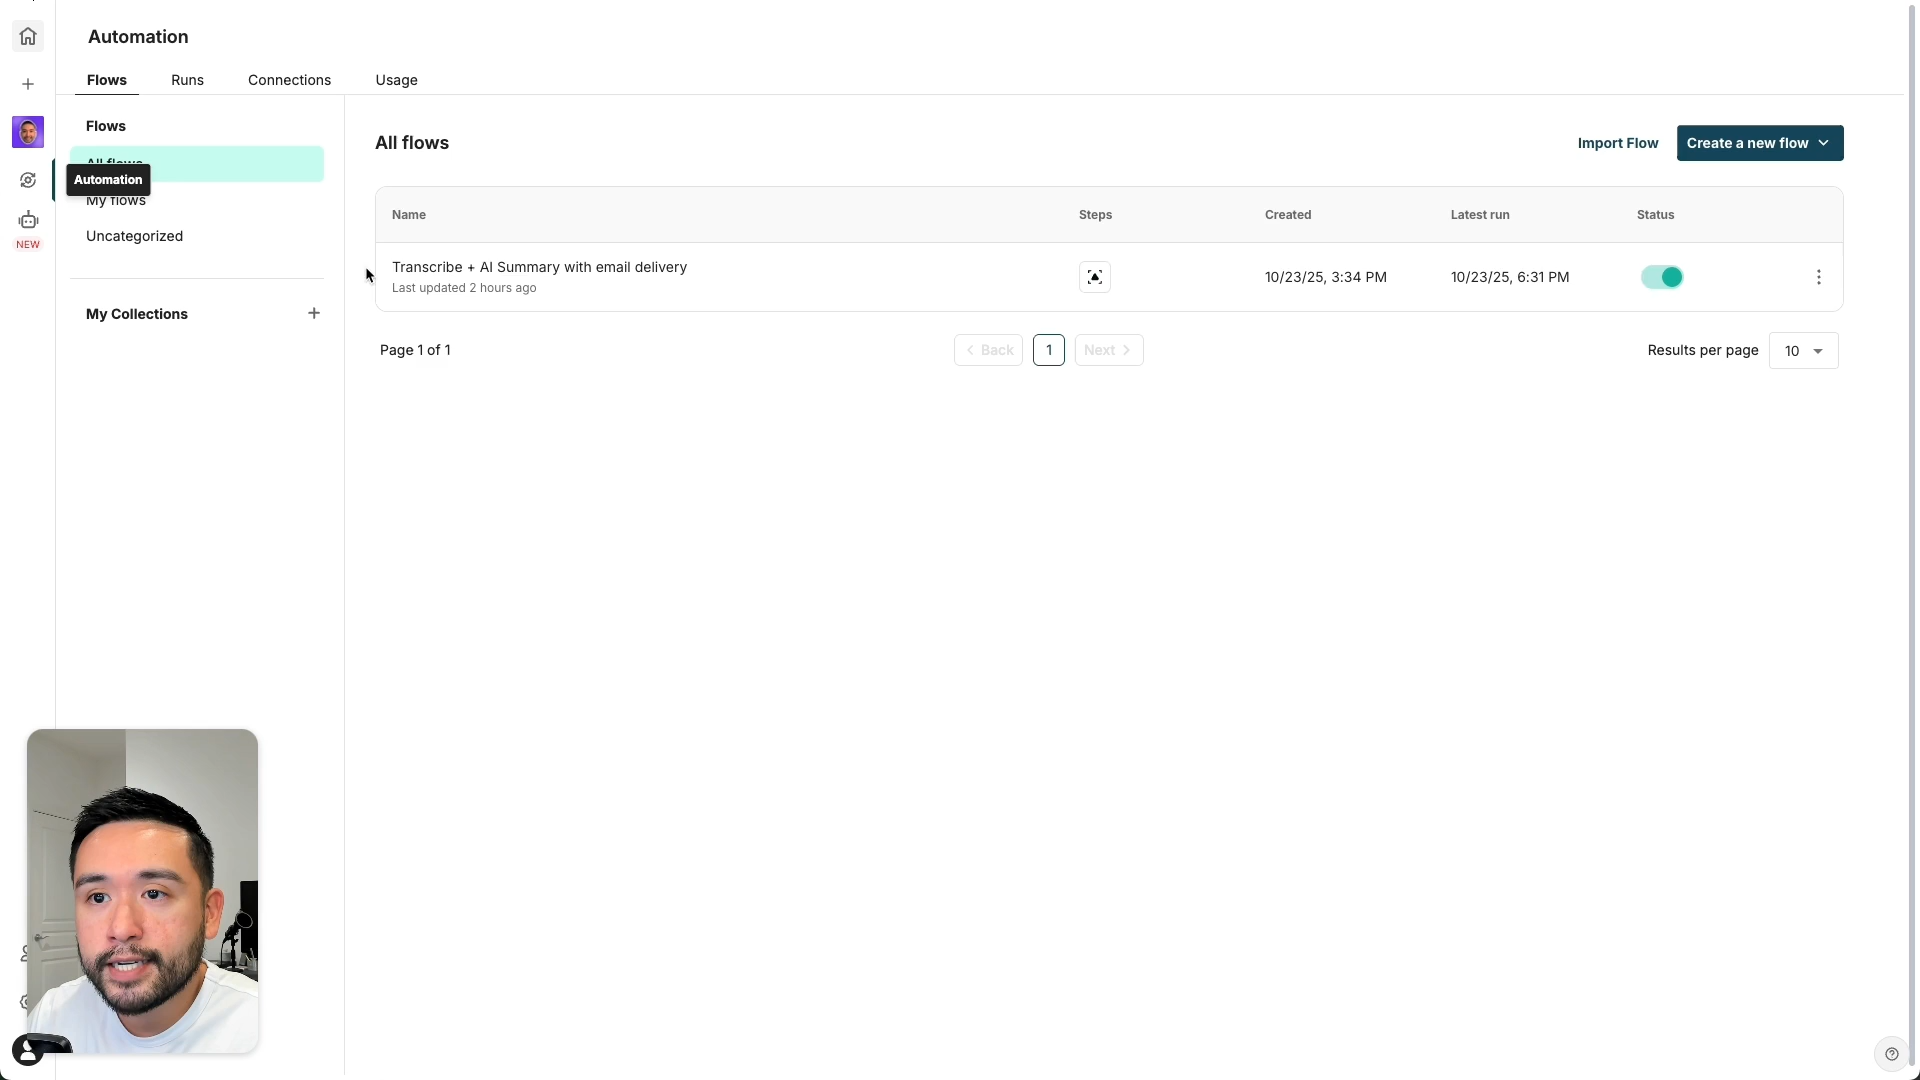 Automation
Flows
Runs
Connections
Usage
Flows
All flows
Automation
My flows
Uncategorized
NEW
My Collections
All flows
Import Flow
Create a new flow
Name
Steps
Created
Latest run
Status
Transcribe + AI Summary with email delivery
Last updated 2 hours ago
10/23/25, 3:34 PM
10/23/25, 6:31 PM
Page 1 of 1
Back
1
Next
Results per page
10